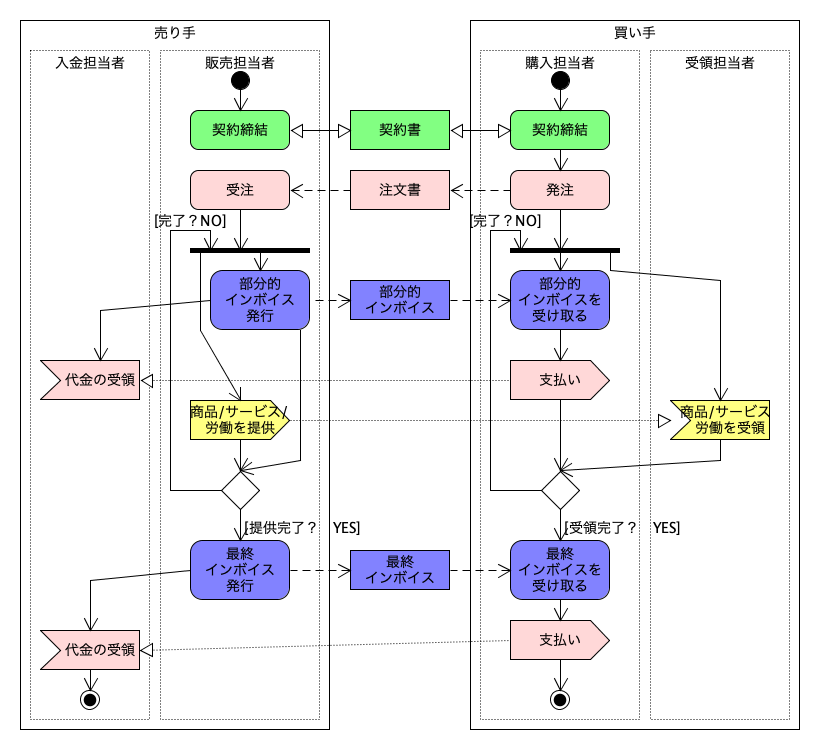 売り手
買い手
入金担当者
販売担当者
購入担当者
受領担当者
契約締結
契約書
契約締結
受注
注文書
発注
[完了？NO]
[完了？NO]
部分的
インボイス
発行
部分的
インボイス
部分的
インボイスを
受け取る
代金の受領
支払い
商品/サービス/
労働を提供
商品/サービス
労働を受領
[提供完了？　YES]
[受領完了？　YES]
最終
インボイス
発行
最終
インボイス
最終
インボイスを
受け取る
代金の受領
支払い